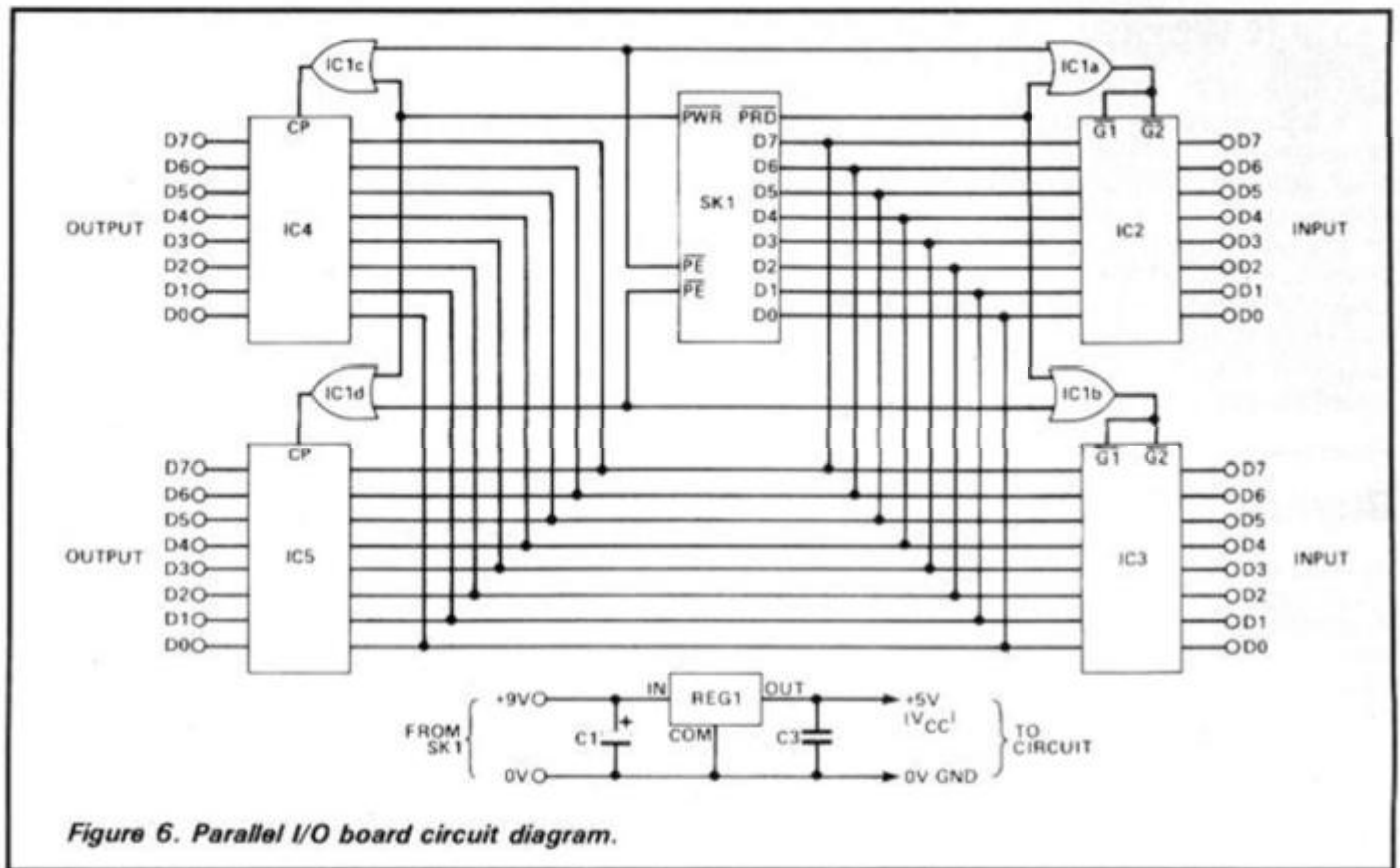 IC1c
IC1a
PWR PRD
CP
G1 G2
D7 D7 D7
D6 D6 D6
D5 D5 D5
SK1
D4 D4 D4
OUTPUT IC4 IC2 INPUT
D3 D3 D3
D2 PE D2 D2
D1 PE D1 D1
D0 D0 D0
IC1d IC1b
CP G1 G2
D7 D7
D6 D6
D5 D5
D4 D4
OUTPUT IC5 IC3 INPUT
D3 D3
D2 D2
D1 D1
D0 D0
+9V IN REG1 OUT +5V
(VCC)
FROM
SK1
C1 + COM C3
TO
CIRCUIT
0V 0V GND
Figure 6. Parallel I/O board circuit diagram.